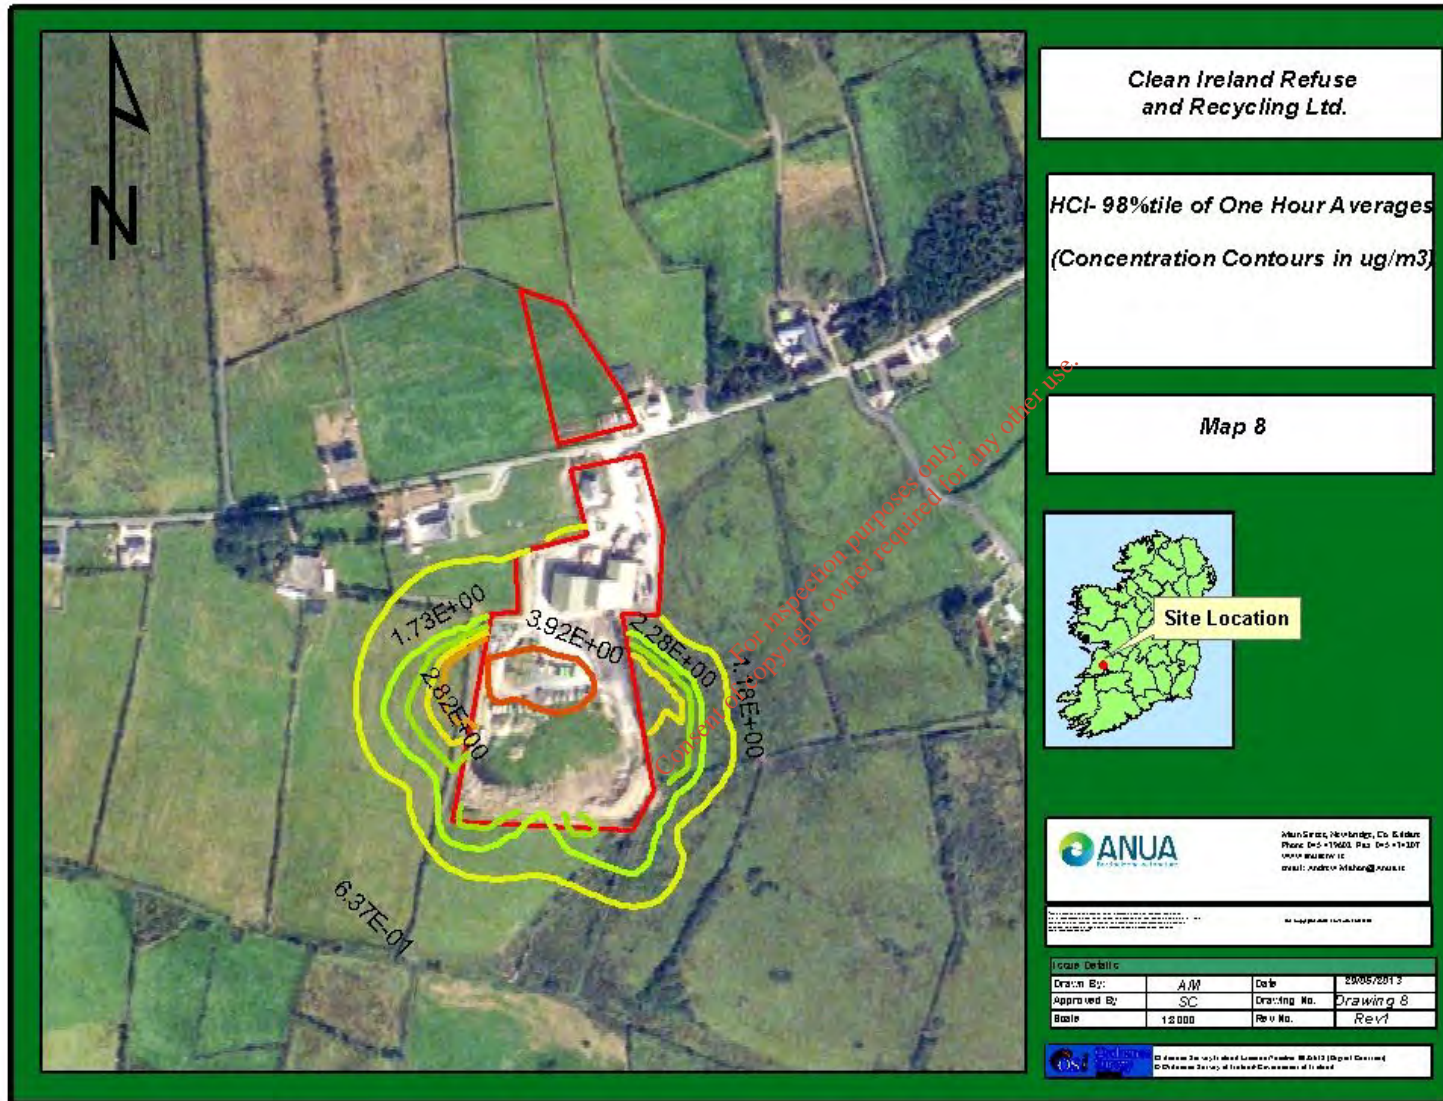 N
Clean Ireland Refuse
and Recycling Ltd.
HCl- 98%tile of One Hour Averages
(Concentration Contours in ug/m3)
Map 8
Site Location
1.73E+00
3.92E+00
2.28E+00
2.82E+00
1.18E+00
6.37E-01
For inspection purposes only.
Consent of copyright owner required for any other use.
ANUA
Issue Details
Drawn By: AM Date 29/05/2013
Approved By SC Drawing No. Drawing 8
Scale Rev No. Rev1